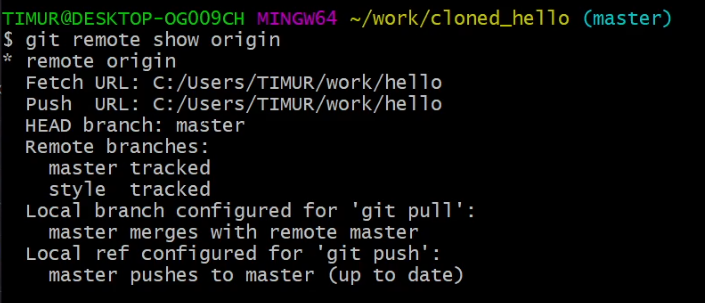 TIMUR@DESKTOP-OGO09CH MINGW64 ~/work/cloned_hello (master)
$ git remote show origin
* remote origin
  Fetch URL: C:/Users/TIMUR/work/hello
  Push  URL: C:/Users/TIMUR/work/hello
  HEAD branch: master
  Remote branches:
    master tracked
    style  tracked
  Local branch configured for 'git pull':
    master merges with remote master
  Local ref configured for 'git push':
    master pushes to master (up to date)